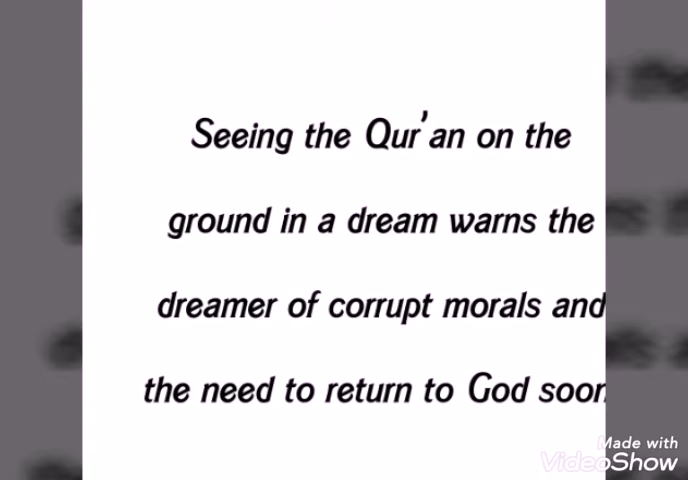 Seeing the Qur'an on the
ground in a dream warns the
dreamer of corrupt morals and
the need to return to God soon
Made with
VideoShow